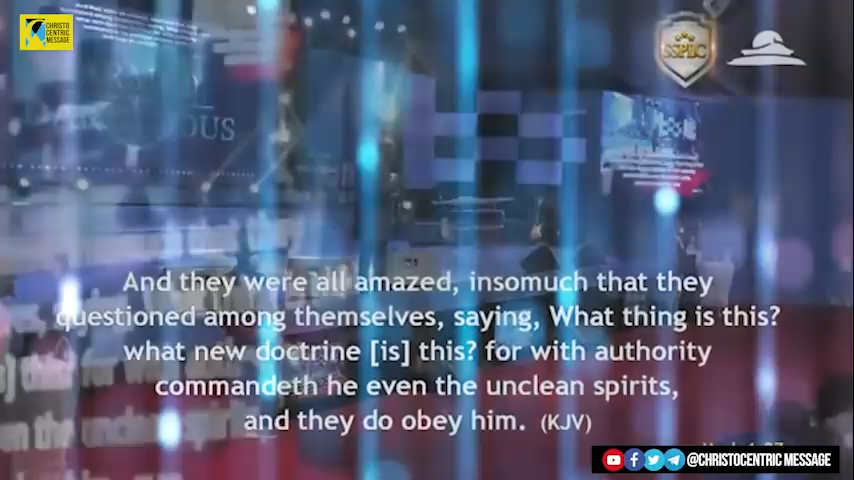 CHRISTO
CENTRIC
MESSAGE
SSPBC
And they were all amazed, insomuch that they
questioned among themselves, saying, What thing is this?
what new doctrine [is] this? for with authority
commandeth he even the unclean spirits,
and they do obey him. (KJV)
@CHRISTOCENTRIC MESSAGE